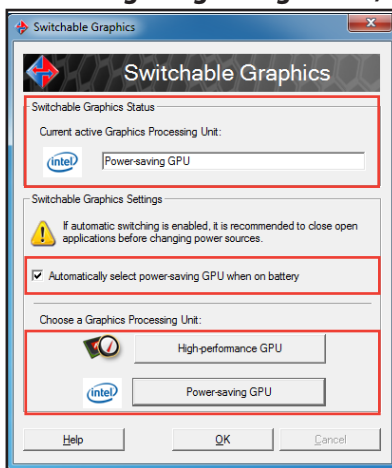 Switchable Graphics
Switchable Graphics
Switchable Graphics Status
Current active Graphics Processing Unit:
intel
Power-saving GPU
Switchable Graphics Settings
If automatic switching is enabled, it is recommended to close open
applications before changing power sources.
Automatically select power-saving GPU when on battery
Choose a Graphics Processing Unit:
High-performance GPU
intel
Power-saving GPU
Help OK Cancel